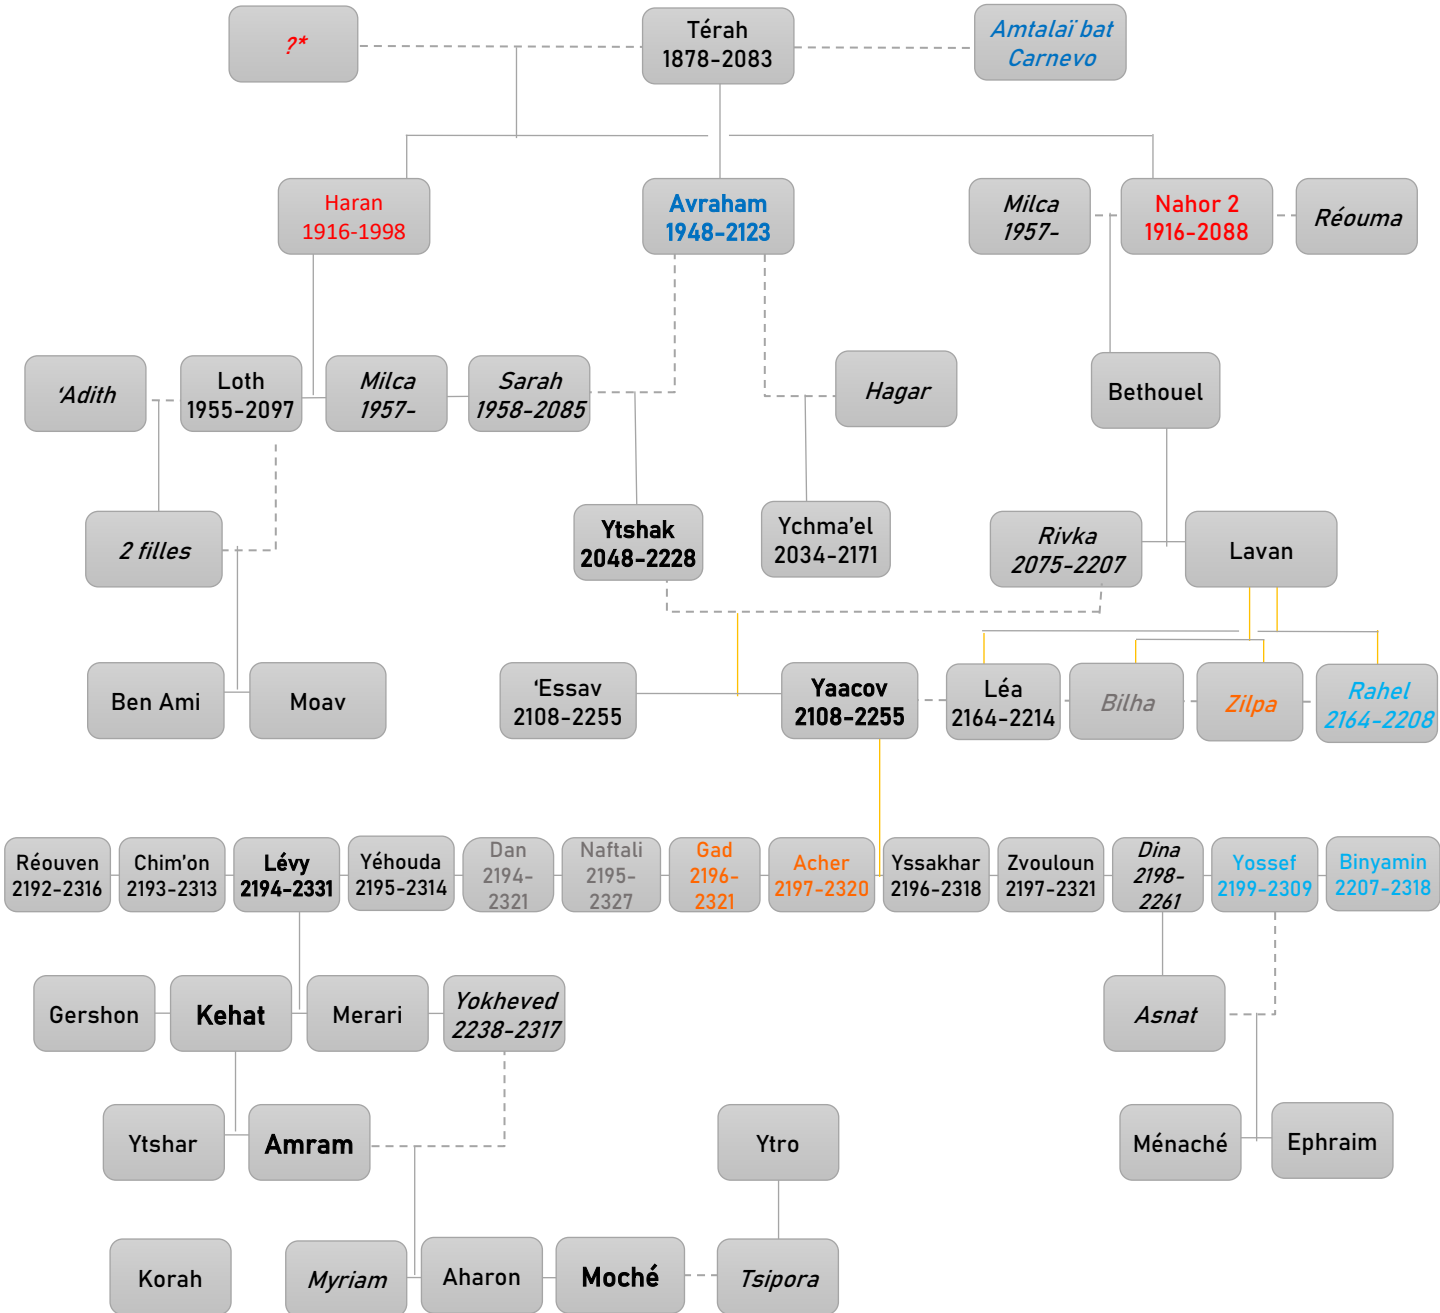 ?*
Térah
1878-2083
Amtalaï bat
Carnevo
Haran
1916-1998
Avraham
1948-2123
Milca
1957-
Nahor 2
1916-2088
Réouma
‘Adith
Loth
1955-2097
Milca
1957-
Sarah
1958-2085
Hagar
Bethouel
2 filles
Ytshak
2048-2228
Ychma’el
2034-2171
Rivka
2075-2207
Lavan
Ben Ami
Moav
‘Essav
2108-2255
Yaacov
2108-2255
Léa
2164-2214
Bilha
Zilpa
Rahel
2164-2208
Réouven
2192-2316
Chim’on
2193-2313
Lévy
2194-2331
Yéhouda
2195-2314
Dan
2194-
2321
Naftali
2195-
2327
Gad
2196-
2321
Acher
2197-2320
Yssakhar
2196-2318
Zvouloun
2197-2321
Dina
2198-
2261
Yossef
2199-2309
Binyamin
2207-2318
Gershon
Kehat
Merari
Yokheved
2238-2317
Asnat
Ytshar
Amram
Ytro
Ménaché
Ephraim
Korah
Myriam
Aharon
Moché
Tsipora